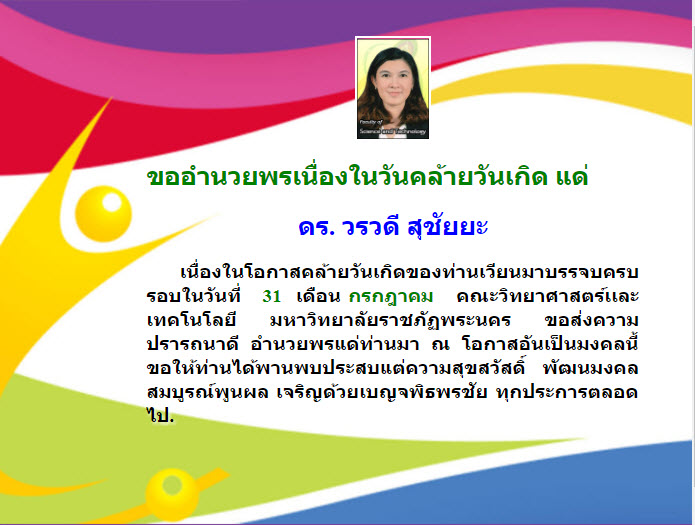 Faculty of
Science and Technology
ขออำนวยพรเนื่องในวันคล้ายวันเกิด แด่
ดร. วรวดี สุชัยยะ
เนื่องในโอกาสคล้ายวันเกิดของท่านเวียนมาบรรจบครบ
รอบในวันที่ 31 เดือน กรกฎาคม คณะวิทยาศาสตร์และ
เทคโนโลยี มหาวิทยาลัยราชภัฏพระนคร ขอส่งความ
ปรารถนาดี อำนวยพรแด่ท่านมา ณ โอกาสอันเป็นมงคลนี้
ขอให้ท่านได้พานพบประสบแต่ความสุขสวัสดิ์ พัฒนมงคล
สมบูรณ์พูนผล เจริญด้วยเบญจพิธพรชัย ทุกประการตลอด
ไป.